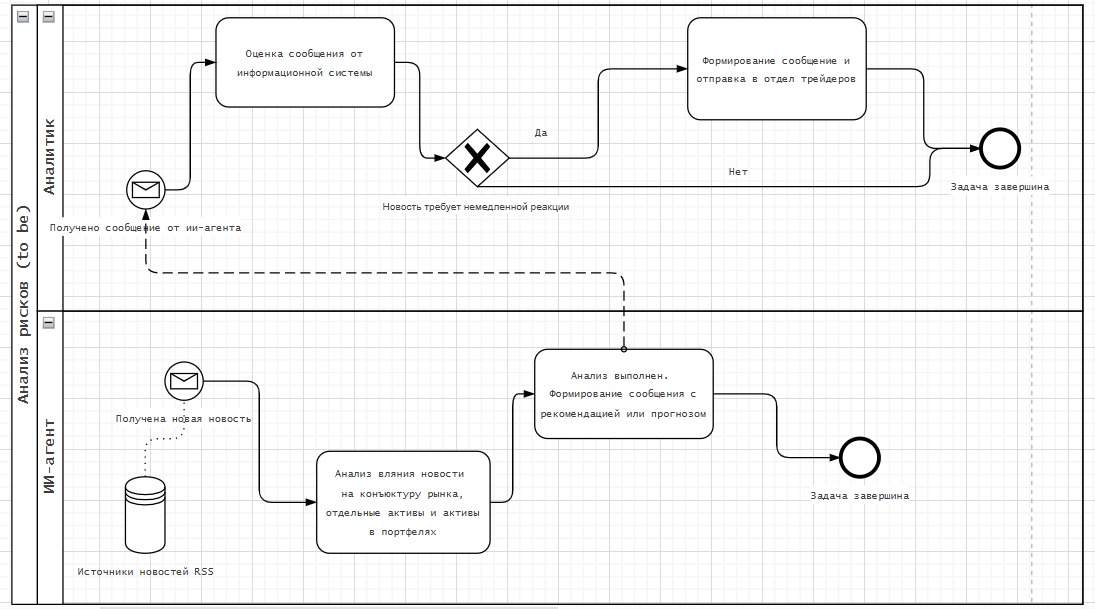 Анализ рисков (to be)
Аналитик
Оценка сообщения от
информационной системы
Формирование сообщение и
отправка в отдел трейдеров
Да
Нет
Задача завершина
Новость требует немедленной реакции
Получено сообщение от ии-агента
ИИ-агент
Получена новая новость
Источники новостей RSS
Анализ вляния новости
на конъюктуру рынка,
отдельные активы и активы
в портфелях
Анализ выполнен.
Формирование сообщения с
рекомендацией или прогнозом
Задача завершина